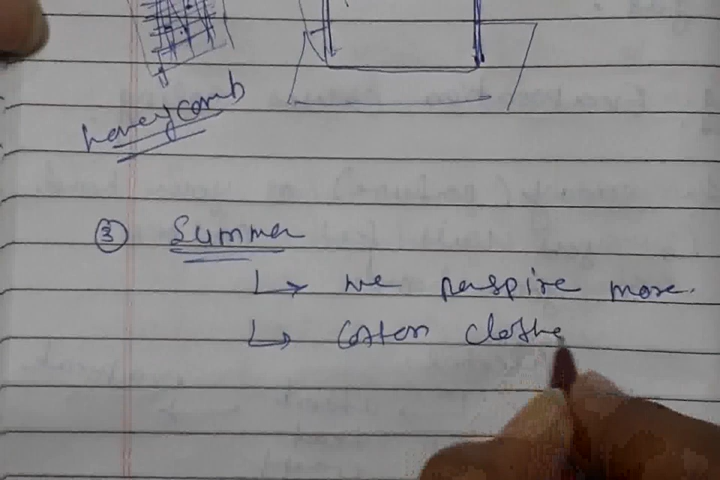 honeycomb
③ Summer
↳ we perspire more.
↳ Cotton clothe